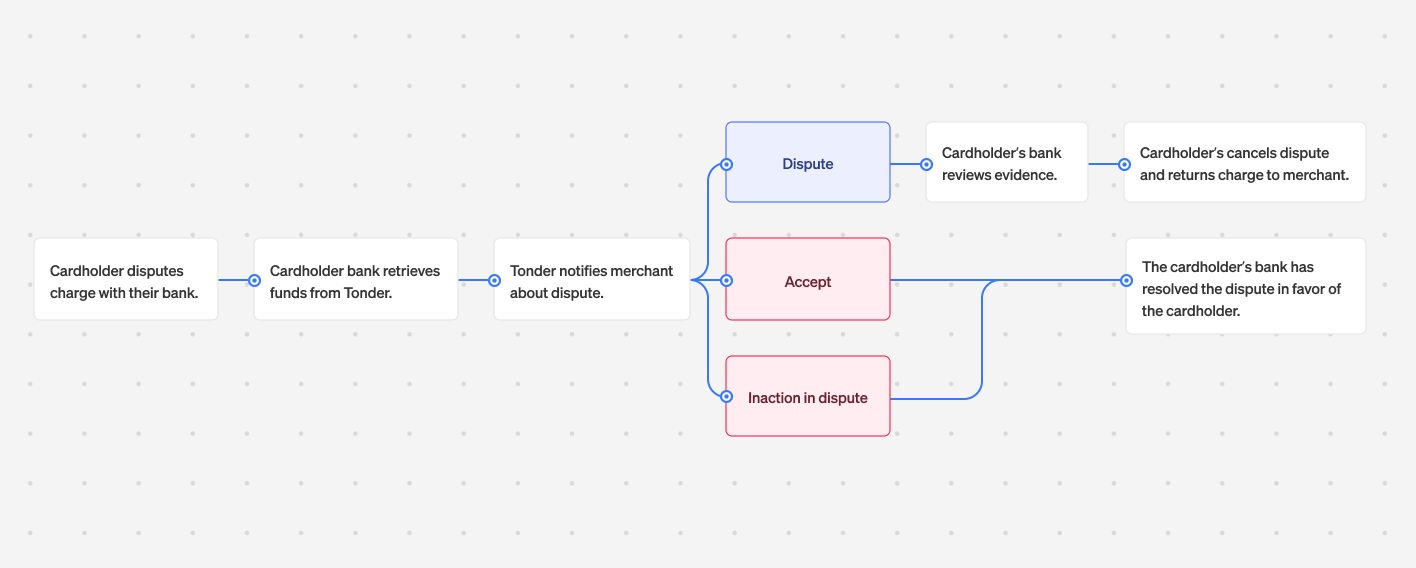 Cardholder disputes
charge with their bank.
Cardholder bank retrieves
funds from Tonder.
Tonder notifies merchant
about dispute.
Dispute
Cardholder's bank
reviews evidence.
Cardholder's cancels dispute
and returns charge to merchant.
Accept
The cardholder's bank has
resolved the dispute in favor of
the cardholder.
Inaction in dispute